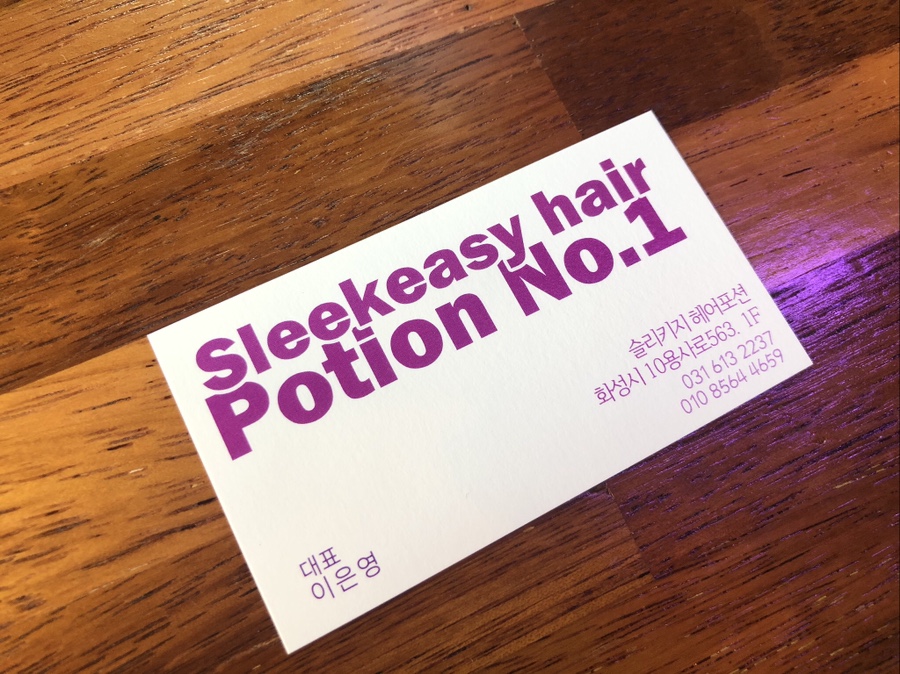 Sleekeasy hair
Potion No.1
슬리키지 헤어포션
화성시 10용사로563. 1F
031 613 2237
010 8564 4659
대표
이은영